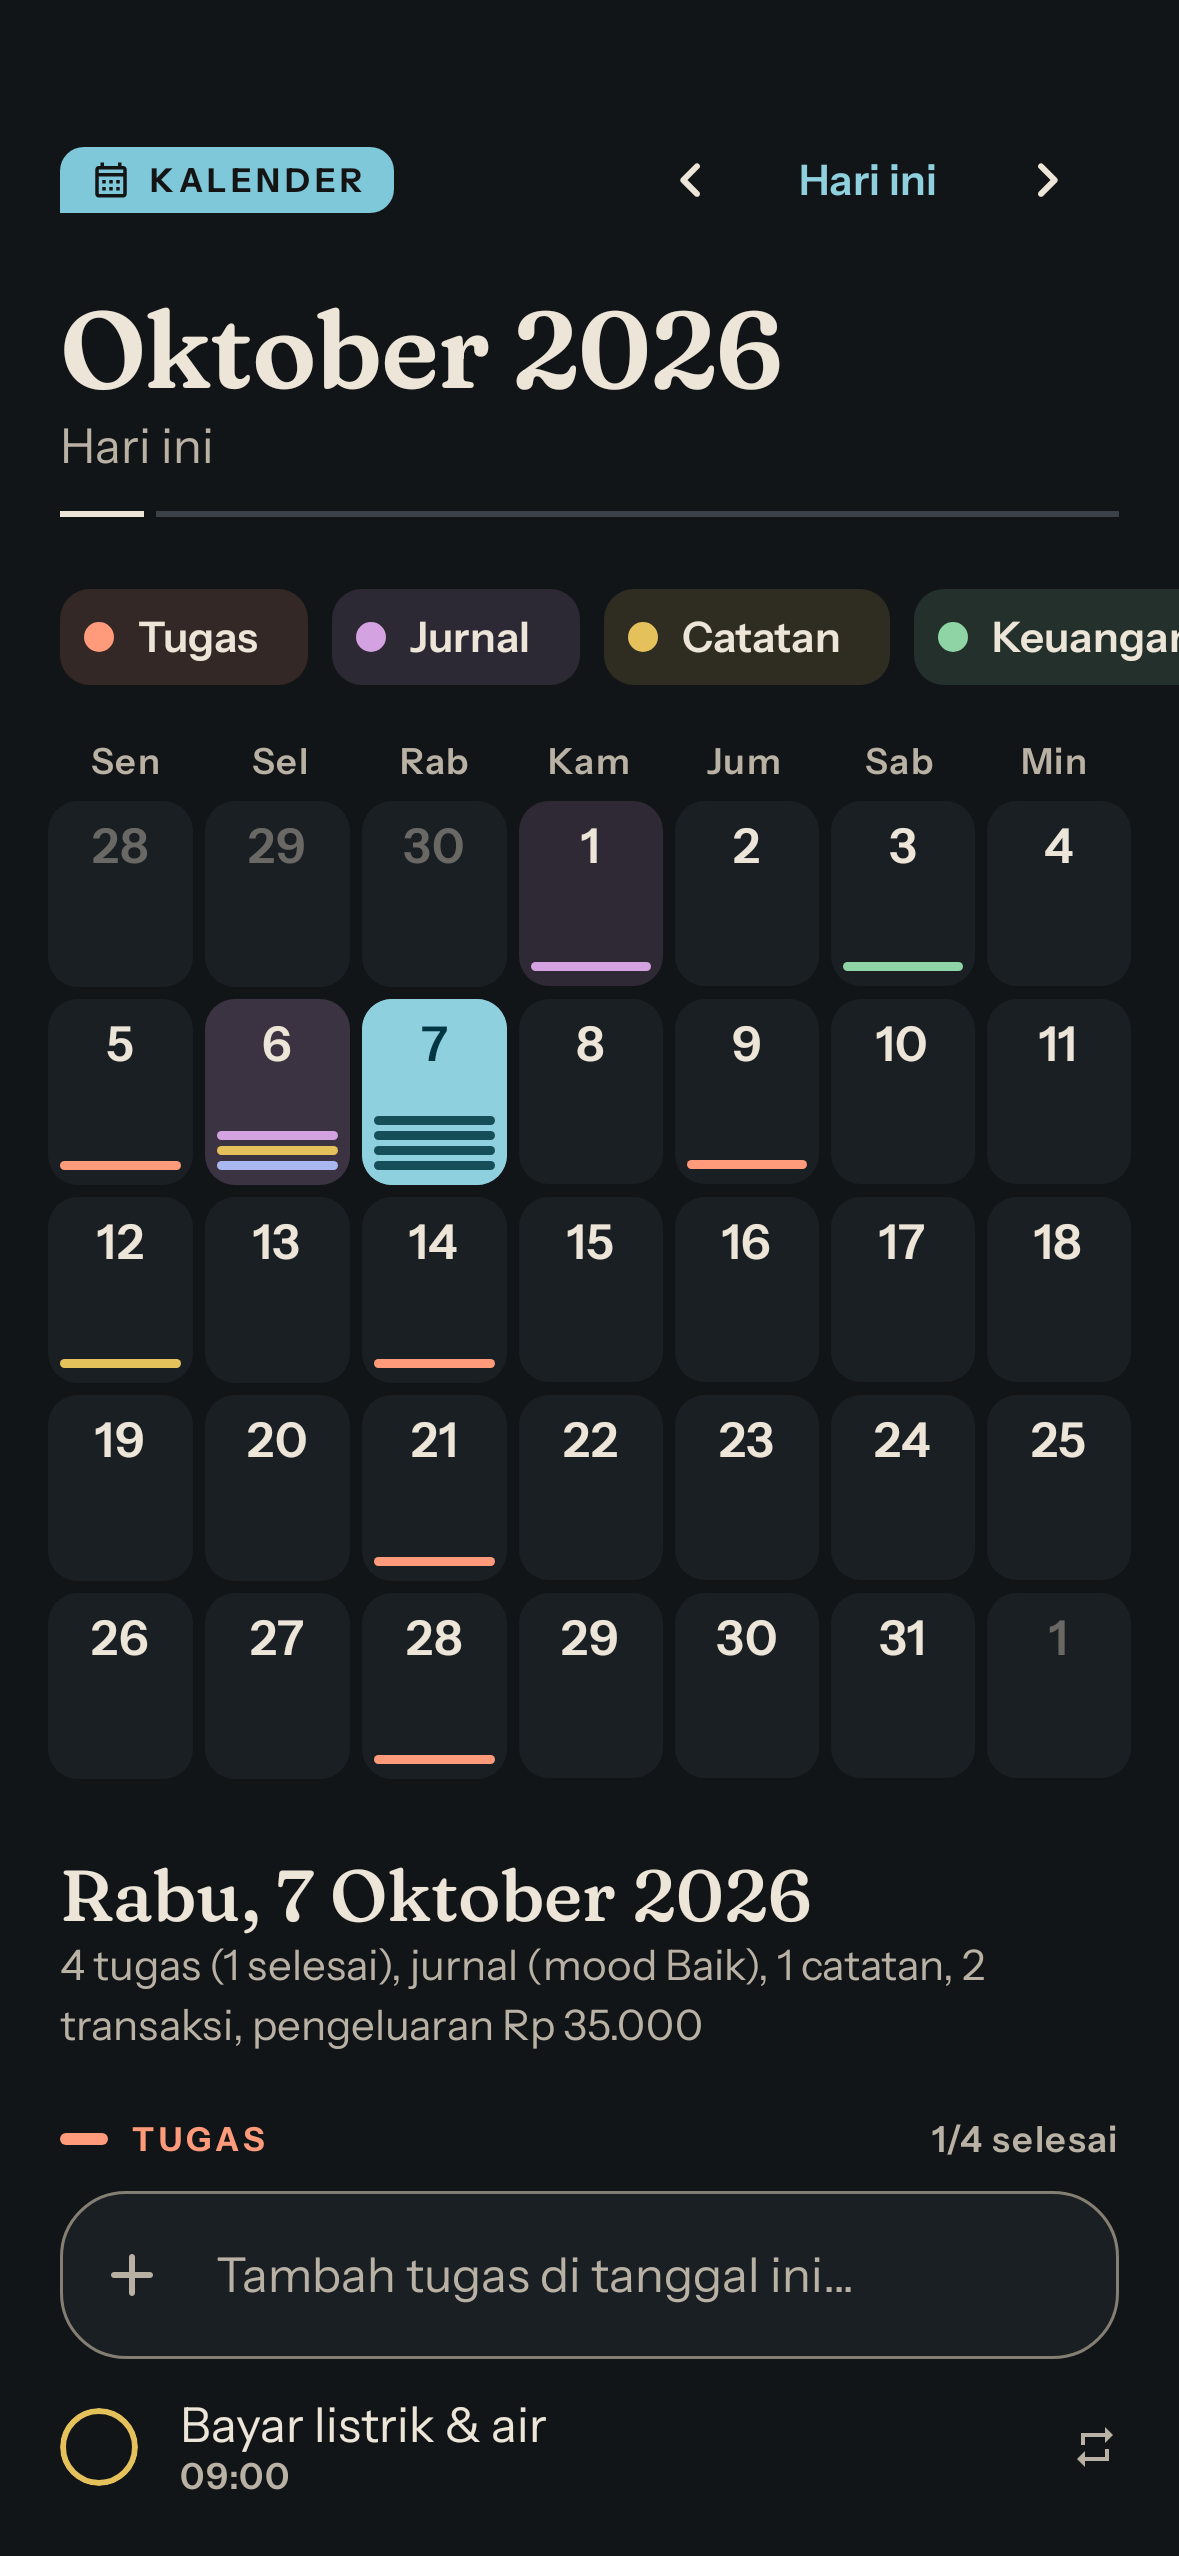 KALENDER
Hari ini
Oktober 2026
Hari ini
Tugas Jurnal Catatan Keuangan
Sen Sel Rab Kam Jum Sab Min
28 29 30 1 2 3 4
5 6 7 8 9 10 11
12 13 14 15 16 17 18
19 20 21 22 23 24 25
26 27 28 29 30 31 1
Rabu, 7 Oktober 2026
4 tugas (1 selesai), jurnal (mood Baik), 1 catatan, 2
transaksi, pengeluaran Rp 35.000
TUGAS 1/4 selesai
Tambah tugas di tanggal ini...
Bayar listrik & air
09:00